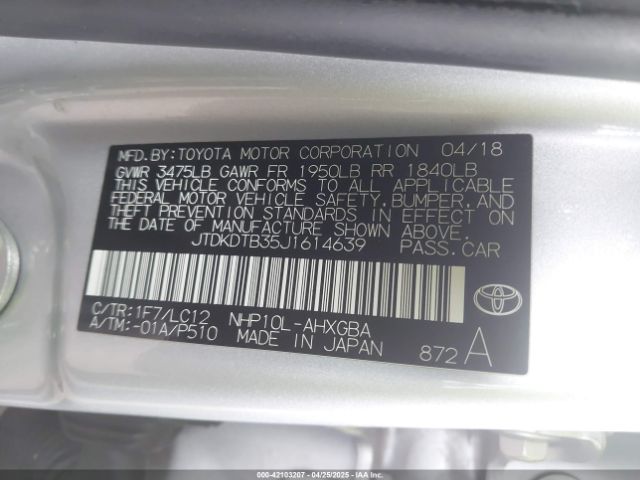 MFD.BY:TOYOTA MOTOR CORPORATION 04/18
GVWR 3475LB GAWR FR 1950LB RR 1840LB
THIS VEHICLE CONFORMS TO ALL APPLICABLE
FEDERAL MOTOR VEHICLE SAFETY,BUMPER,AND
THEFT PREVENTION STANDARDS IN EFFECT ON
THE DATE OF MANUFACTURE SHOWN ABOVE.
JTDKDTB35J1614639 PASS.CAR
C/TR:1F7/LC12 NHP10L-AHXGBA
A/TM:-01A/P510 MADE IN JAPAN 872 A
000-42103207 - 04/25/2025 - IAAI.CA